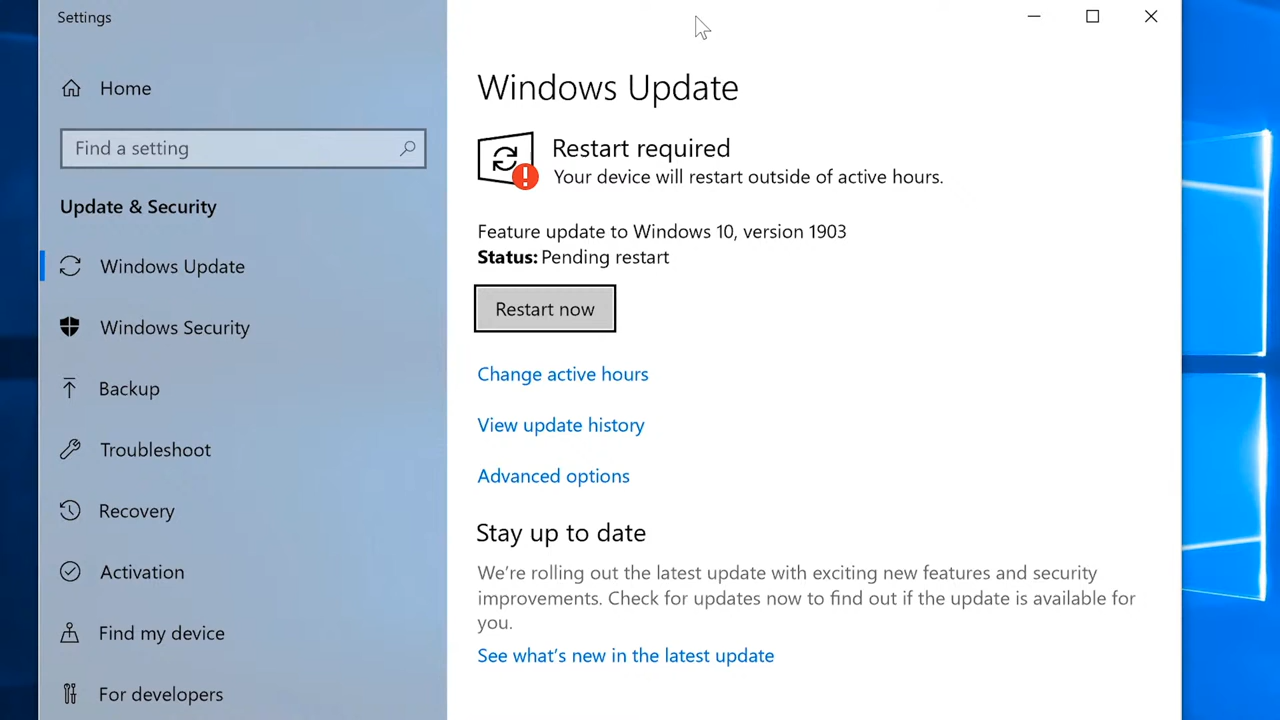 Settings
Home
Find a setting
Update & Security
Windows Update
Windows Security
Backup
Troubleshoot
Recovery
Activation
Find my device
For developers
Windows Update
Restart required
Your device will restart outside of active hours.
Feature update to Windows 10, version 1903
Status: Pending restart
Restart now
Change active hours
View update history
Advanced options
Stay up to date
We’re rolling out the latest update with exciting new features and security
improvements. Check for updates now to find out if the update is available for
you.
See what’s new in the latest update